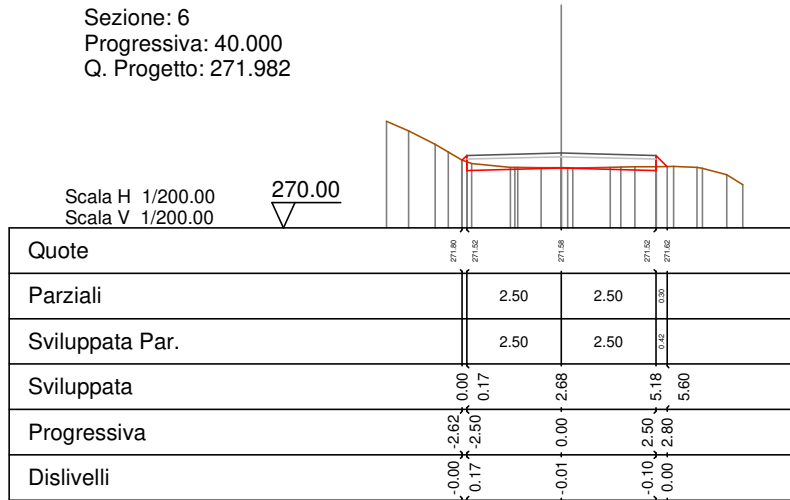 Sezione: 6
Progressiva: 40.000
Q. Progetto: 271.982
Scala H 1/200.00
Scala V 1/200.00
270.00
Quote 271.80 271.52 271.58 271.52 271.62
Parziali 2.50 2.50 0.30
Sviluppata Par. 2.50 2.50 0.42
Sviluppata 0.00 0.17 2.68 5.18 5.60
Progressiva -2.62 -2.50 0.00 2.50 2.80
Dislivelli -0.00 0.17 -0.01 -0.10 0.00